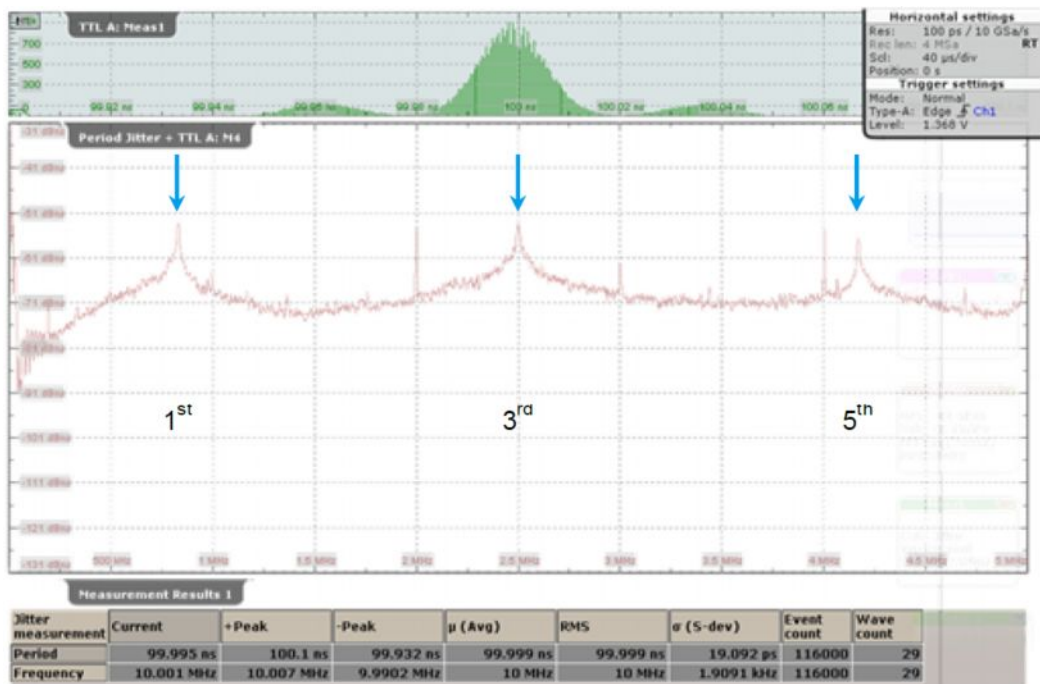 TTL A: Meas1
700
500
300
99.92 ns 99.94 ns 99.96 ns 99.98 ns 100 ns 100.02 ns 100.04 ns 100.06 ns
Horizontal settings
Res: 100 ps / 10 GSa/s
Rec len: 4 MSa RT
Scl: 40 µs/div
Position: 0 s
Trigger settings
Mode: Normal
Type-A: Edge Ch1
Level: 1.368 V
Period Jitter + TTL A: M4
-31 dBm
-41 dBm
-51 dBm
-61 dBm
-71 dBm
-81 dBm
-91 dBm
-101 dBm
-111 dBm
-121 dBm
-131 dBm
1st 3rd 5th
500 kHz 1 MHz 1.5 MHz 2 MHz 2.5 MHz 3 MHz 3.5 MHz 4 MHz 4.5 MHz 5 MHz
Measurement Results 1
Jitter measurement Current +Peak -Peak µ (Avg) RMS σ (S-dev) Event count Wave count
Period 99.995 ns 100.1 ns 99.932 ns 99.999 ns 99.999 ns 19.092 ps 116000 29
Frequency 10.001 MHz 10.007 MHz 9.9902 MHz 10 MHz 10 MHz 1.9091 kHz 116000 29